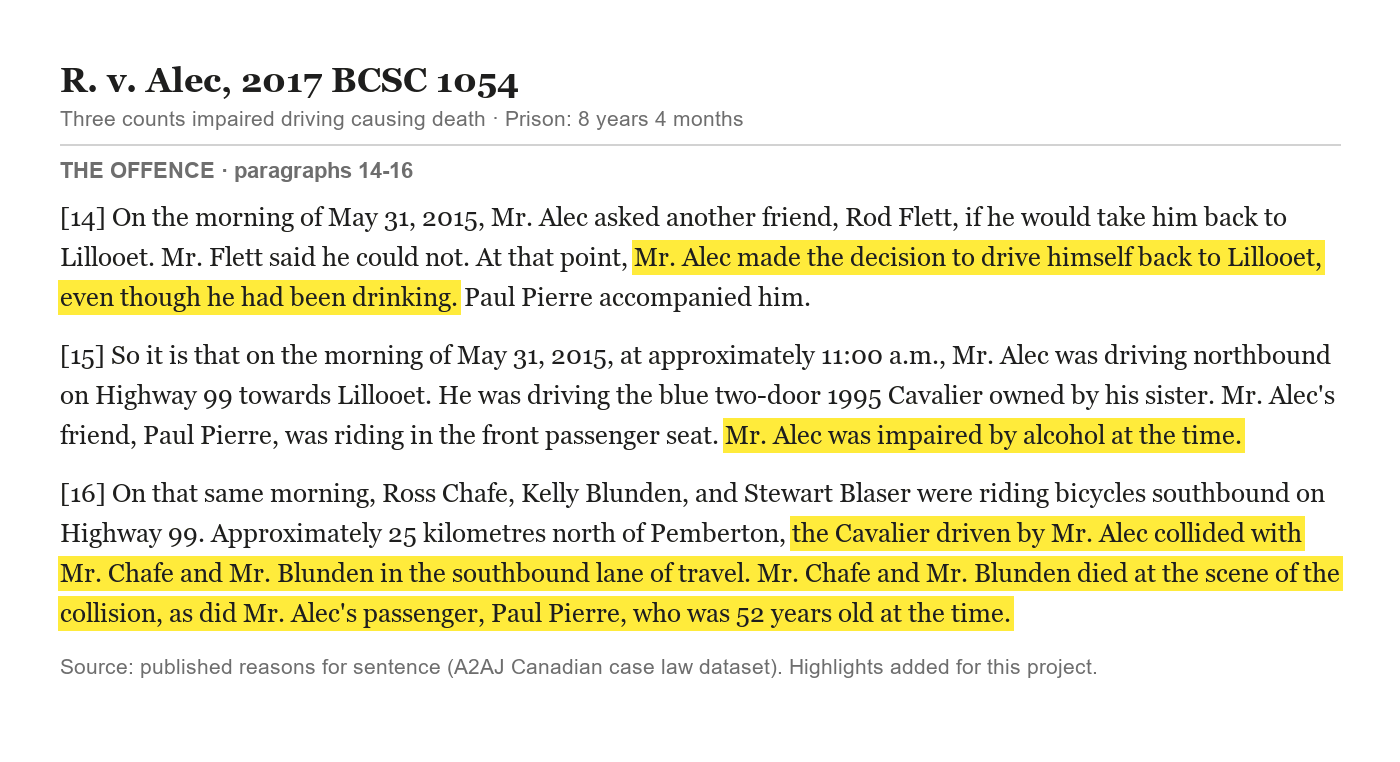 R. v. Alec, 2017 BCSC 1054
Three counts impaired driving causing death · Prison: 8 years 4 months
THE OFFENCE · paragraphs 14-16
[14] On the morning of May 31, 2015, Mr. Alec asked another friend, Rod Flett, if he would take him back to
Lillooet. Mr. Flett said he could not. At that point, Mr. Alec made the decision to drive himself back to Lillooet,
even though he had been drinking. Paul Pierre accompanied him.
[15] So it is that on the morning of May 31, 2015, at approximately 11:00 a.m., Mr. Alec was driving northbound
on Highway 99 towards Lillooet. He was driving the blue two-door 1995 Cavalier owned by his sister. Mr. Alec's
friend, Paul Pierre, was riding in the front passenger seat. Mr. Alec was impaired by alcohol at the time.
[16] On that same morning, Ross Chafe, Kelly Blunden, and Stewart Blaser were riding bicycles southbound on
Highway 99. Approximately 25 kilometres north of Pemberton, the Cavalier driven by Mr. Alec collided with
Mr. Chafe and Mr. Blunden in the southbound lane of travel. Mr. Chafe and Mr. Blunden died at the scene of the
collision, as did Mr. Alec's passenger, Paul Pierre, who was 52 years old at the time.
Source: published reasons for sentence (A2AJ Canadian case law dataset). Highlights added for this project.